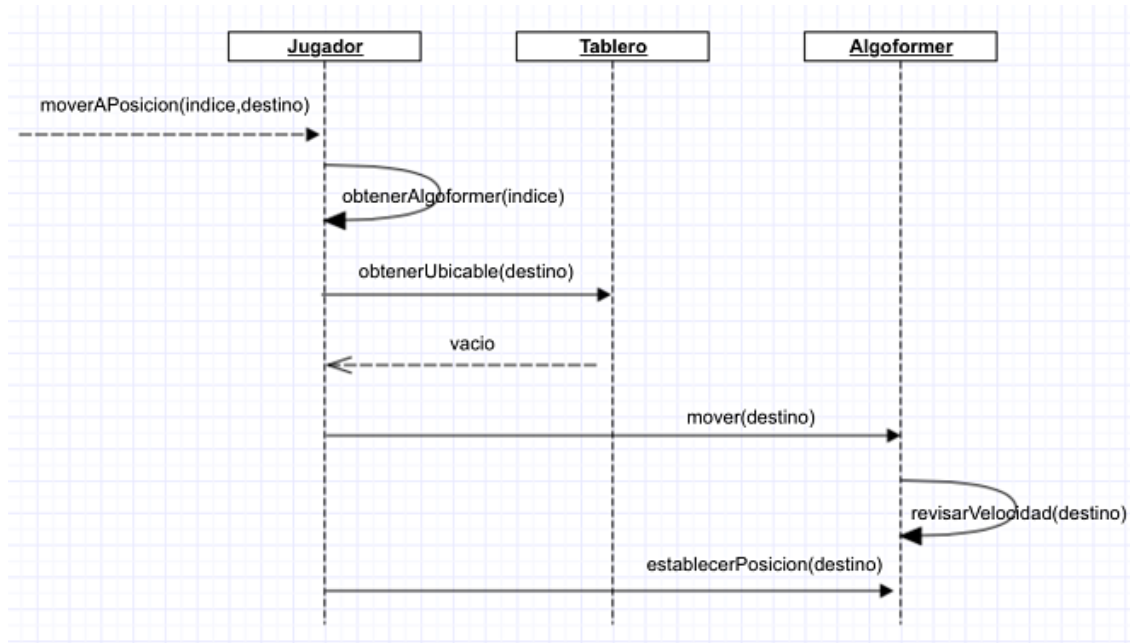 Jugador
Tablero
Algoformer
moverAPosicion(indice,destino)
obtenerAlgoformer(indice)
obtenerUbicable(destino)
vacio
mover(destino)
revisarVelocidad(destino)
establecerPosicion(destino)